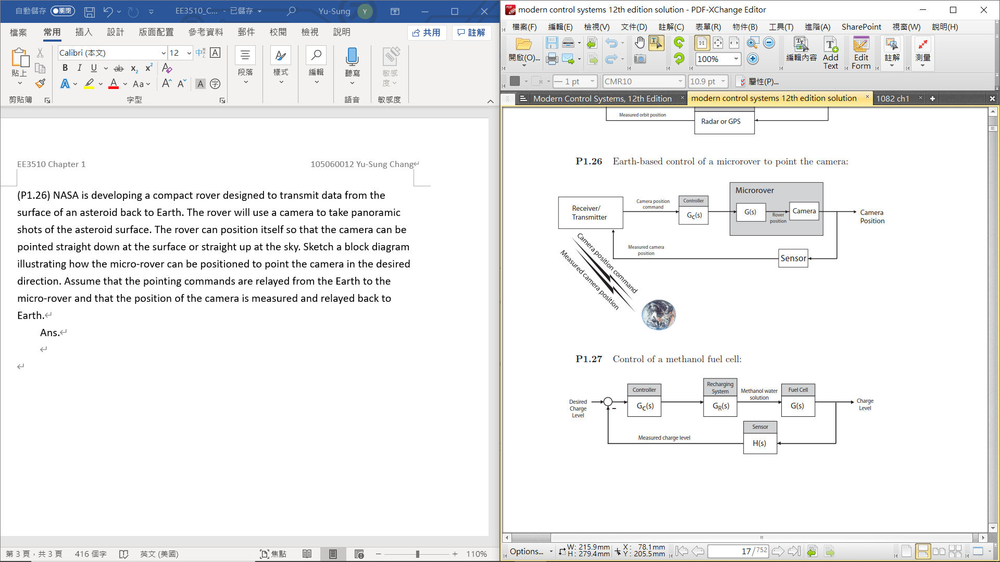 自動儲存 關閉 EE3510_C... - 已儲存 Yu-Sung Y
檔案 常用 插入 設計 版面配置 參考資料 郵件 校閱 檢視 說明 共用 註解
貼上 Calibri (本文) 12 段落 樣式 編輯 聽寫 敏感度
剪貼簿 字型 語音 敏感度
EE3510 Chapter 1 105060012 Yu-Sung Chang
(P1.26) NASA is developing a compact rover designed to transmit data from the
surface of an asteroid back to Earth. The rover will use a camera to take panoramic
shots of the asteroid surface. The rover can position itself so that the camera can be
pointed straight down at the surface or straight up at the sky. Sketch a block diagram
illustrating how the micro-rover can be positioned to point the camera in the desired
direction. Assume that the pointing commands are relayed from the Earth to the
micro-rover and that the position of the camera is measured and relayed back to
Earth.
Ans.
第 3 頁，共 3 頁 416 個字 英文 (美國) 焦點 110%
modern control systems 12th edition solution - PDF-XChange Editor
檔案(F) 編輯(E) 檢視(V) 文件(D) 註解(C) 表單(R) 物件(B) 工具(T) 進階(A) SharePoint 視窗(W) 說明(H)
開啟(O)... 100% 編輯內容 Add Text Edit Form 註解 測量
1 pt CMR10 10.9 pt 屬性(P)...
Modern Control Systems, 12th Edition modern control systems 12th edition solution 1082 ch1
Measured orbit position
Radar or GPS
P1.26 Earth-based control of a microrover to point the camera:
Microrover
Receiver/
Transmitter
Camera position
command
Controller
Gc(s)
G(s)
Rover
position
Camera
Camera
Position
Measured camera
position
Sensor
Camera position command
Measured camera position
P1.27 Control of a methanol fuel cell:
Desired
Charge
Level
Controller
Gc(s)
Recharging
System
GR(s)
Methanol water
solution
Fuel Cell
G(s)
Charge
Level
Sensor
H(s)
Measured charge level
Options... W: 215.9mm H: 279.4mm X: 78.1mm Y: 205.5mm 17/752